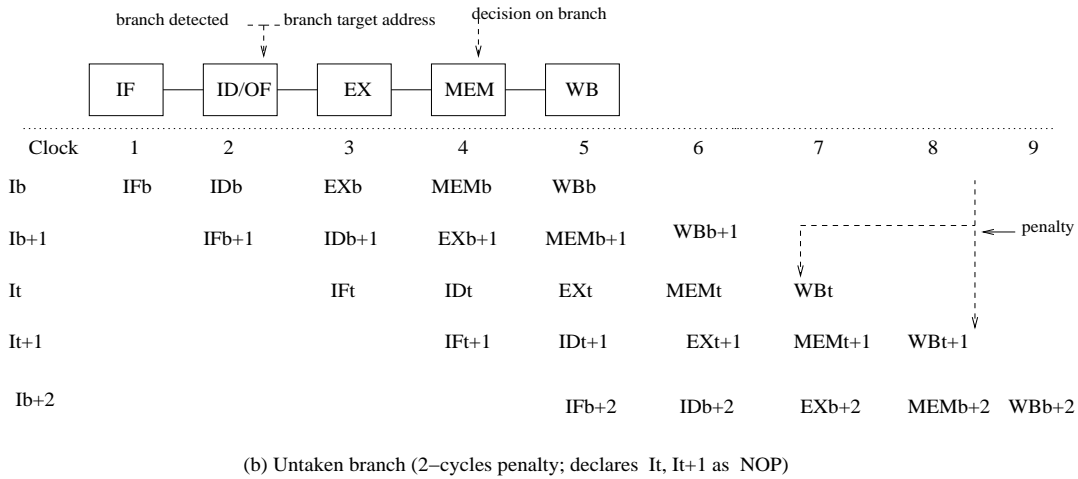 branch detected branch target address decision on branch
IF ID/OF EX MEM WB
Clock 1 2 3 4 5 6 7 8 9
Ib IFb IDb EXb MEMb WBb
Ib+1 IFb+1 IDb+1 EXb+1 MEMb+1 WBb+1 penalty
It IFt IDt EXt MEMt WBt
It+1 IFt+1 IDt+1 EXt+1 MEMt+1 WBt+1
Ib+2 IFb+2 IDb+2 EXb+2 MEMb+2 WBb+2
(b) Untaken branch (2−cycles penalty; declares It, It+1 as NOP)